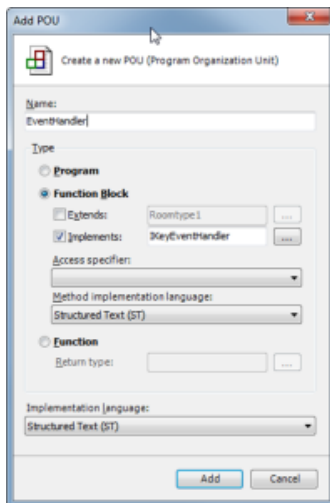 Add POU
Create a new POU (Program Organization Unit)
Name:
EventHandler
Type
Program
Function Block
Extends: Roomtype1 ...
Implements: IKeyEventHandler ...
Access specifier:
Method implementation language:
Structured Text (ST)
Function
Return type: ...
Implementation language:
Structured Text (ST)
Add Cancel